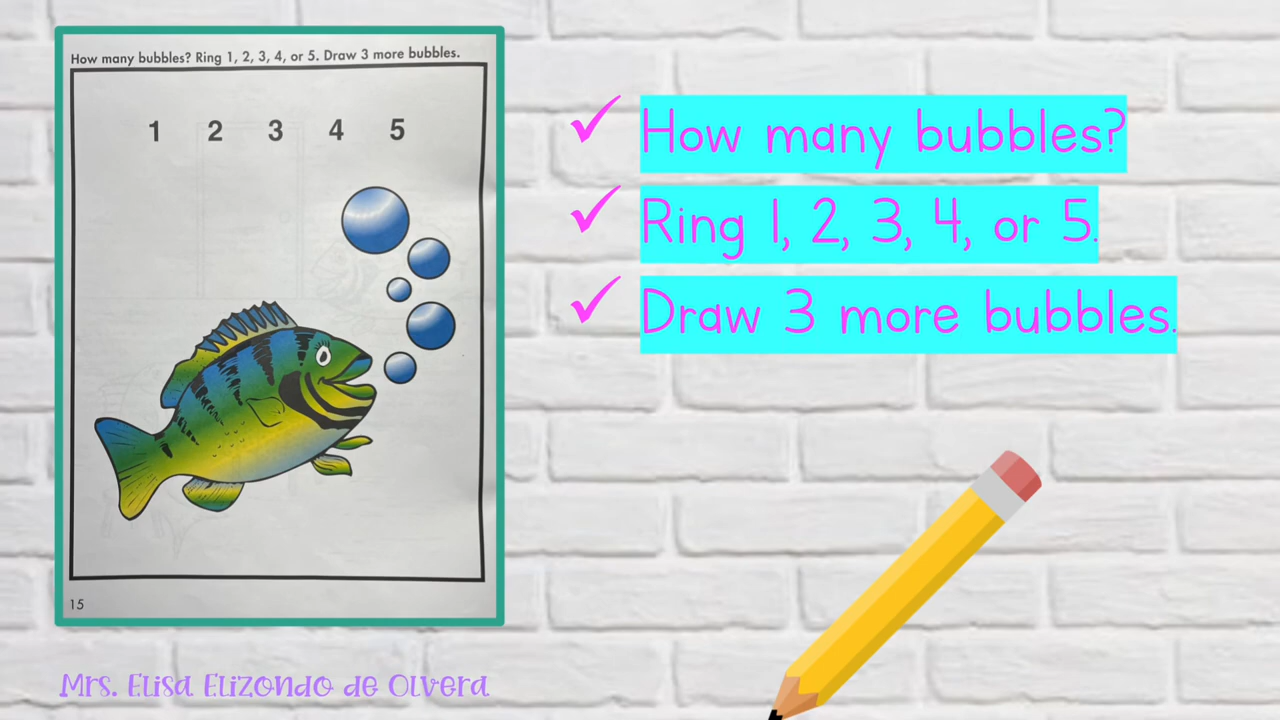 How many bubbles? Ring 1, 2, 3, 4, or 5. Draw 3 more bubbles.
1 2 3 4 5
15
How many bubbles?
Ring 1, 2, 3, 4, or 5.
Draw 3 more bubbles.
Mrs. Elisa Elizondo de Olvera